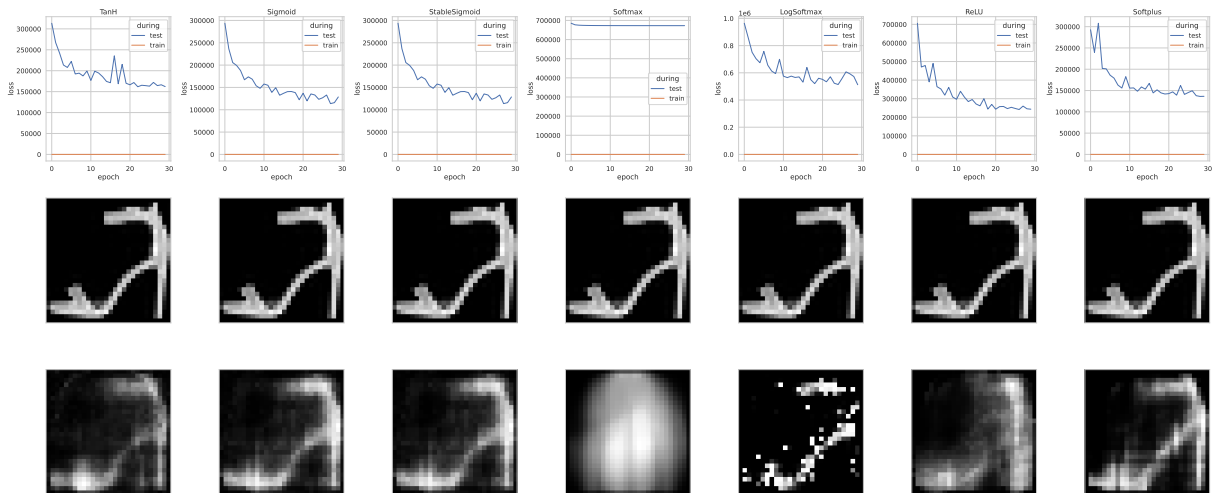 TanH
300000
250000
200000
150000
100000
50000
0
loss
0 10 20 30
epoch
during
test
train
Sigmoid
300000
250000
200000
150000
100000
50000
0
loss
0 10 20 30
epoch
during
test
train
StableSigmoid
300000
250000
200000
150000
100000
50000
0
loss
0 10 20 30
epoch
during
test
train
Softmax
700000
600000
500000
400000
300000
200000
100000
0
loss
0 10 20 30
epoch
during
test
train
LogSoftmax
1e6
1.0
0.8
0.6
0.4
0.2
0.0
loss
0 10 20 30
epoch
during
test
train
ReLU
700000
600000
500000
400000
300000
200000
100000
0
loss
0 10 20 30
epoch
during
test
train
Softplus
300000
250000
200000
150000
100000
50000
0
loss
0 10 20 30
epoch
during
test
train